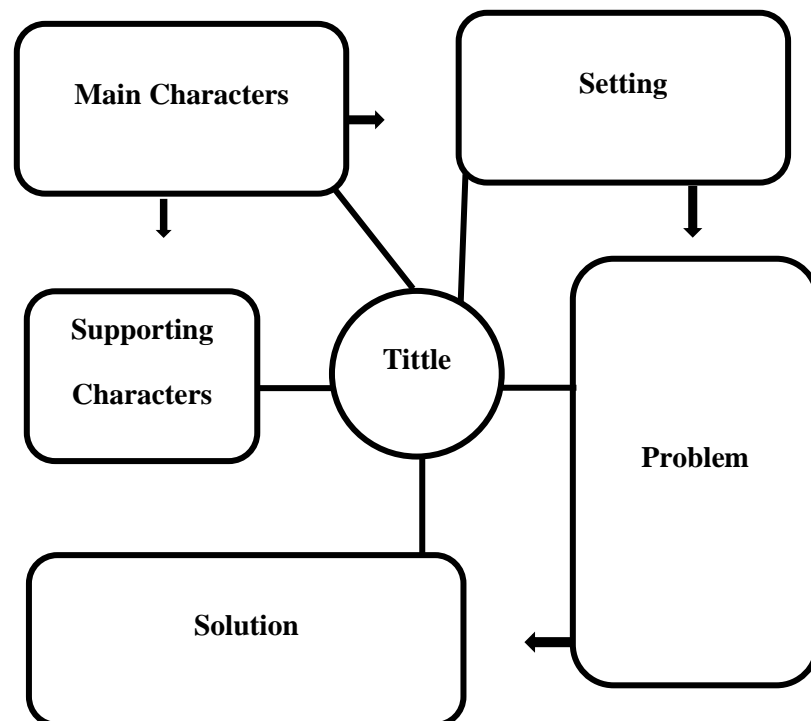 Main Characters
Setting
Supporting
Characters
Tittle
Problem
Solution